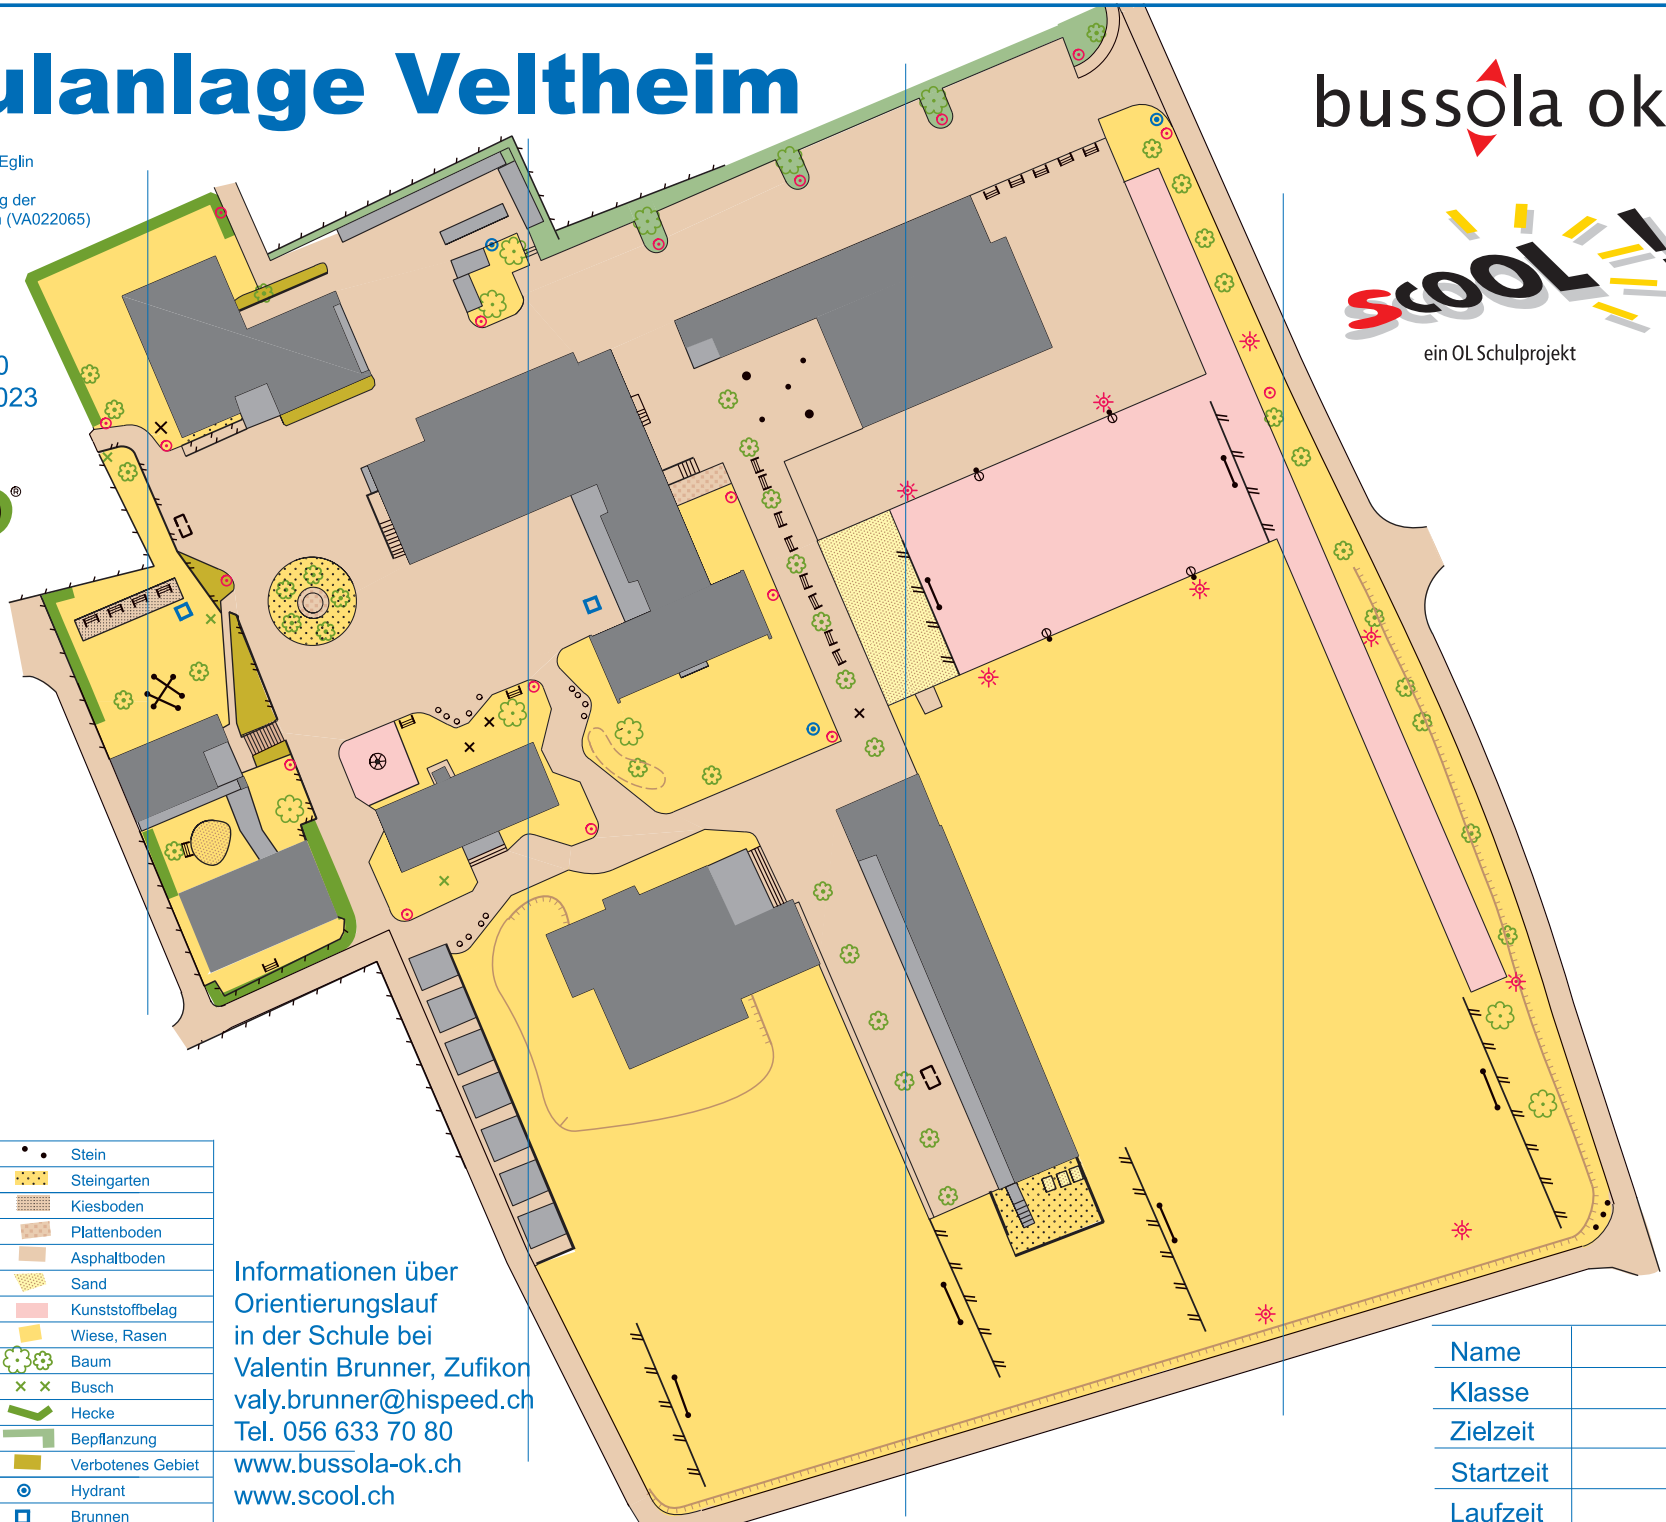 ulanlage Veltheim
Eglin
g der
(VA022065)
0
023
®
bussola ok
scOOL
ein OL Schulprojekt
Stein
Steingarten
Kiesboden
Plattenboden
Asphaltboden
Sand
Kunststoffbelag
Wiese, Rasen
Baum
Busch
Hecke
Bepflanzung
Verbotenes Gebiet
Hydrant
Brunnen
Informationen über
Orientierungslauf
in der Schule bei
Valentin Brunner, Zufikon
valy.brunner@hispeed.ch
Tel. 056 633 70 80
www.bussola-ok.ch
www.scool.ch
Name
Klasse
Zielzeit
Startzeit
Laufzeit